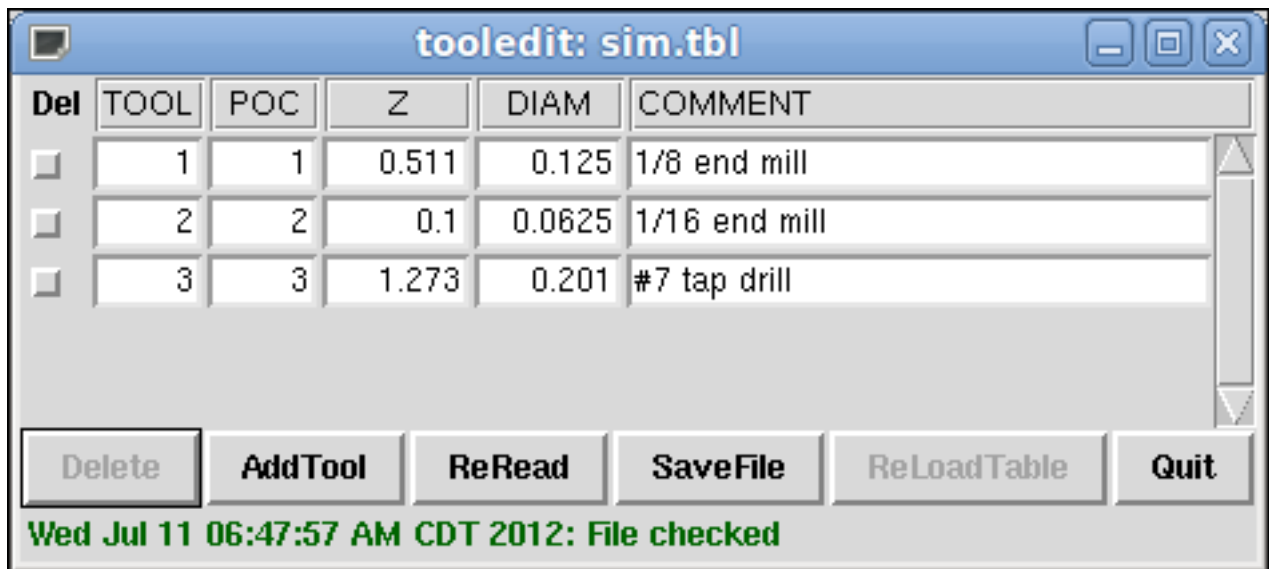 tooledit: sim.tbl
Del TOOL POC Z DIAM COMMENT
1 1 0.511 0.125 1/8 end mill
2 2 0.1 0.0625 1/16 end mill
3 3 1.273 0.201 #7 tap drill
Delete AddTool ReRead SaveFile ReLoadTable Quit
Wed Jul 11 06:47:57 AM CDT 2012: File checked